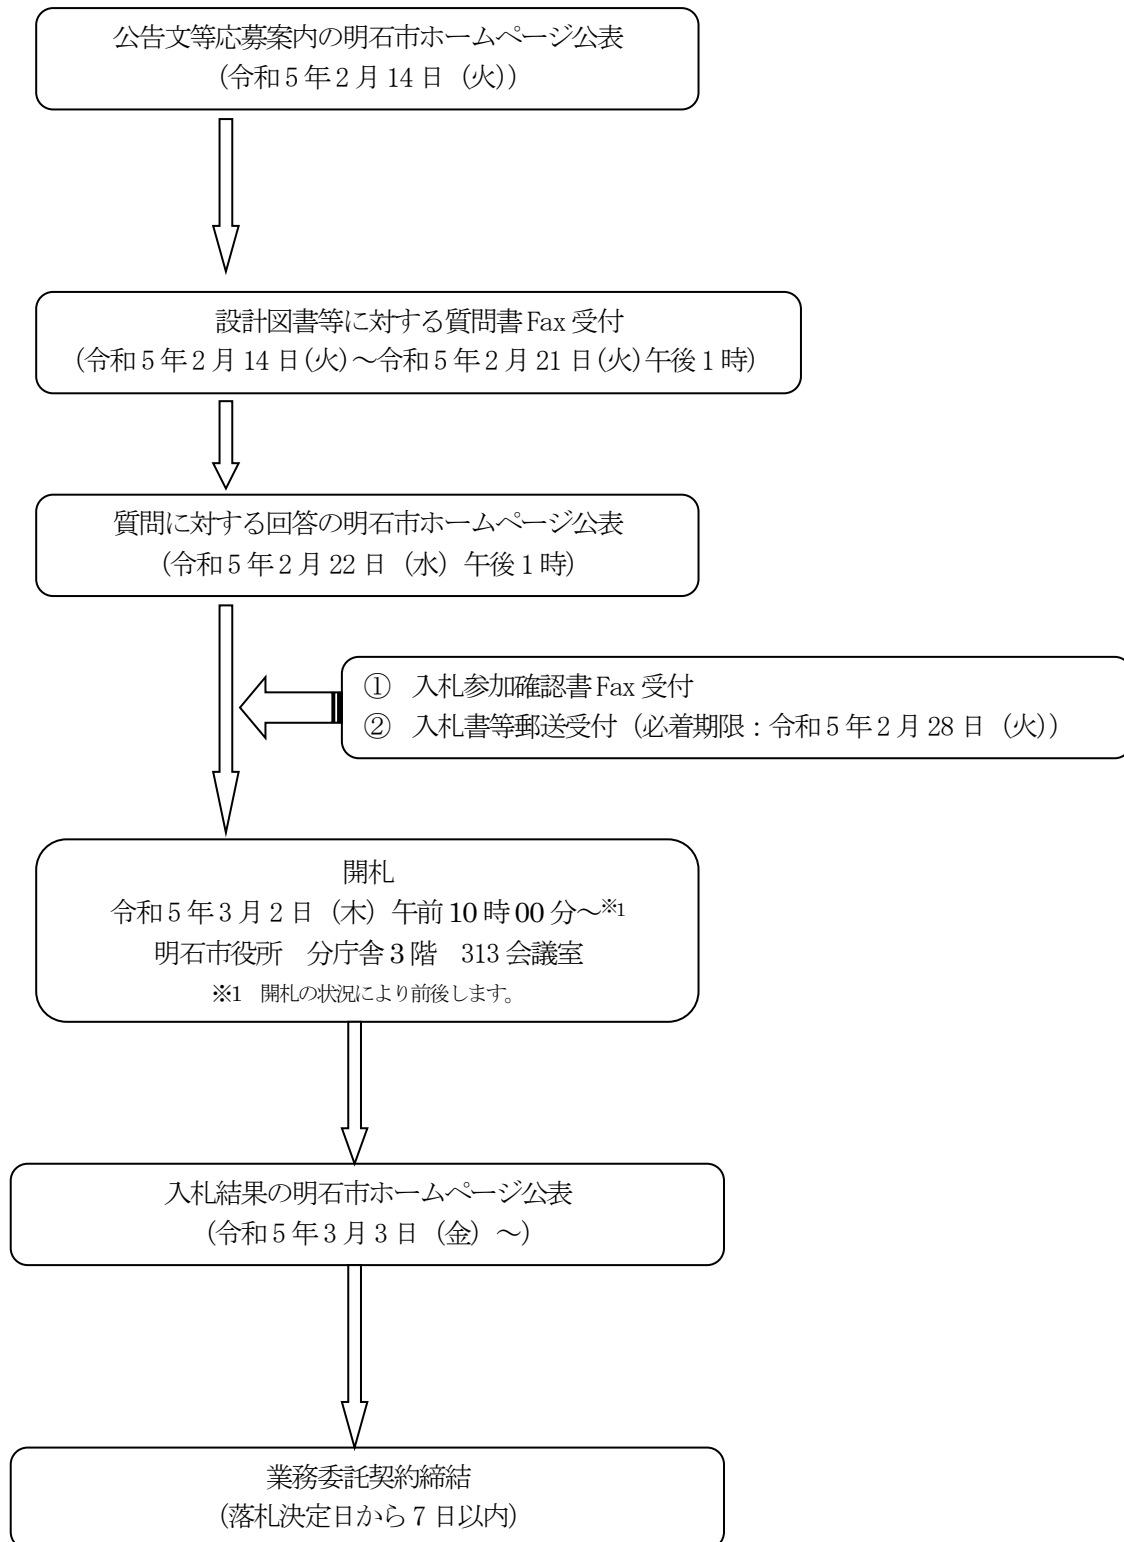 公告文等応募案内の明石市ホームページ公表
（令和5年2月14日（火））
設計図書等に対する質問書Fax受付
（令和5年2月14日(火)～令和5年2月21日(火)午後1時）
質問に対する回答の明石市ホームページ公表
（令和5年2月22日（水）午後1時）
①　入札参加確認書Fax受付
②　入札書等郵送受付（必着期限：令和5年2月28日（火））
開札
令和5年3月2日（木）午前10時00分～※1
明石市役所　分庁舎3階　313会議室
※1　開札の状況により前後します。
入札結果の明石市ホームページ公表
（令和5年3月3日（金）～）
業務委託契約締結
（落札決定日から7日以内）